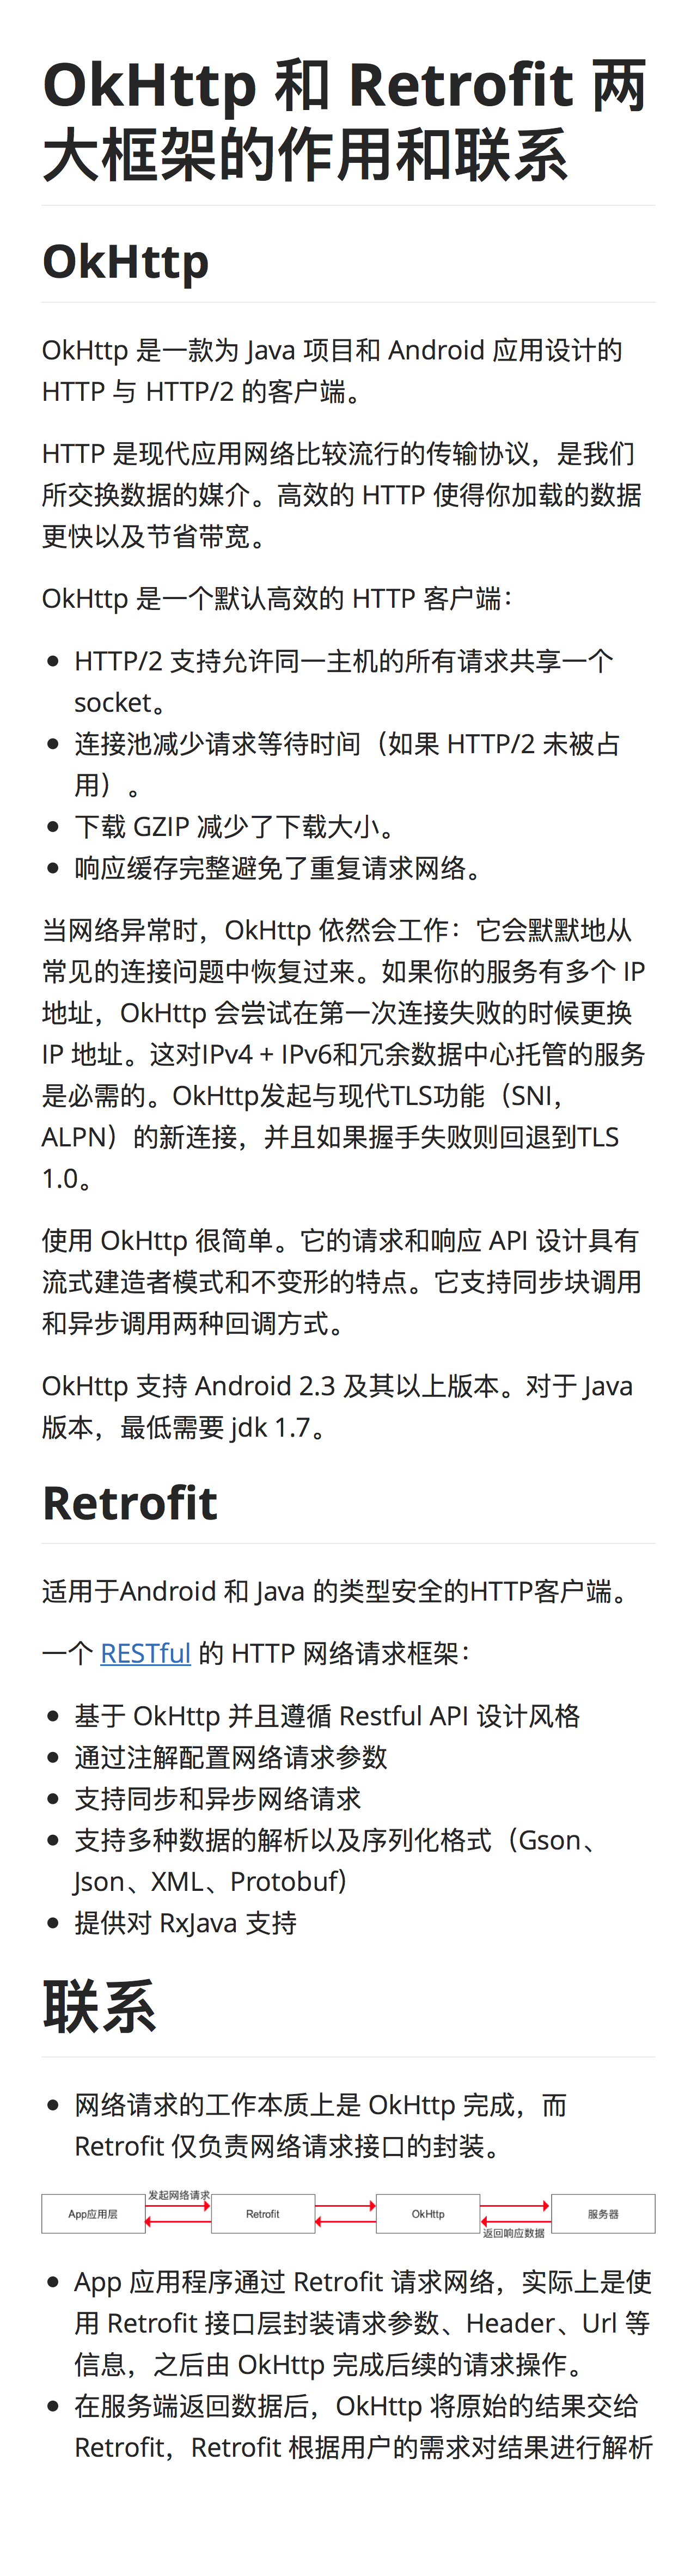 OkHttp 和 Retrofit 两
大框架的作用和联系
OkHttp
OkHttp 是一款为 Java 项目和 Android 应用设计的
HTTP 与 HTTP/2 的客户端。
HTTP 是现代应用网络比较流行的传输协议，是我们
所交换数据的媒介。高效的 HTTP 使得你加载的数据
更快以及节省带宽。
OkHttp 是一个默认高效的 HTTP 客户端：
• HTTP/2 支持允许同一主机的所有请求共享一个
socket。
• 连接池减少请求等待时间（如果 HTTP/2 未被占
用）。
• 下载 GZIP 减少了下载大小。
• 响应缓存完整避免了重复请求网络。
当网络异常时，OkHttp 依然会工作：它会默默地从
常见的连接问题中恢复过来。如果你的服务有多个 IP
地址，OkHttp 会尝试在第一次连接失败的时候更换
IP 地址。这对IPv4 + IPv6和冗余数据中心托管的服务
是必需的。OkHttp发起与现代TLS功能（SNI，
ALPN）的新连接，并且如果握手失败则回退到TLS
1.0。
使用 OkHttp 很简单。它的请求和响应 API 设计具有
流式建造者模式和不变形的特点。它支持同步块调用
和异步调用两种回调方式。
OkHttp 支持 Android 2.3 及其以上版本。对于 Java
版本，最低需要 jdk 1.7。
Retrofit
适用于Android 和 Java 的类型安全的HTTP客户端。
一个 RESTful 的 HTTP 网络请求框架：
• 基于 OkHttp 并且遵循 Restful API 设计风格
• 通过注解配置网络请求参数
• 支持同步和异步网络请求
• 支持多种数据的解析以及序列化格式（Gson、
Json、XML、Protobuf）
• 提供对 RxJava 支持
联系
• 网络请求的工作本质上是 OkHttp 完成，而
Retrofit 仅负责网络请求接口的封装。
发起网络请求
App应用层 Retrofit OkHttp 服务器
返回响应数据
• App 应用程序通过 Retrofit 请求网络，实际上是使
用 Retrofit 接口层封装请求参数、Header、Url 等
信息，之后由 OkHttp 完成后续的请求操作。
• 在服务端返回数据后，OkHttp 将原始的结果交给
Retrofit，Retrofit 根据用户的需求对结果进行解析